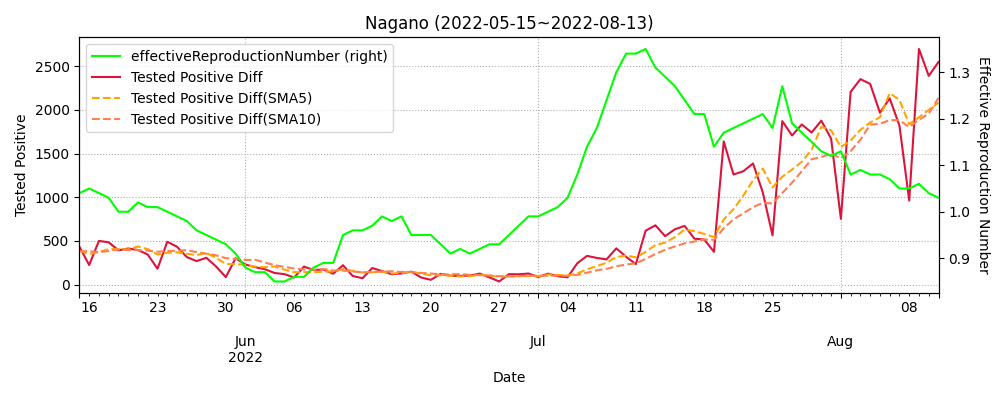 Nagano (2022-05-15~2022-08-13)
effectiveReproductionNumber (right)
Tested Positive Diff
Tested Positive Diff(SMA5)
Tested Positive Diff(SMA10)
Tested Positive
2500
2000
1500
1000
500
0
1.3
1.2
1.1
1.0
0.9
Effective Reproduction Number
16 23 30 06 13 20 27 04 11 18 25 08
Jun Jul Aug
2022
Date